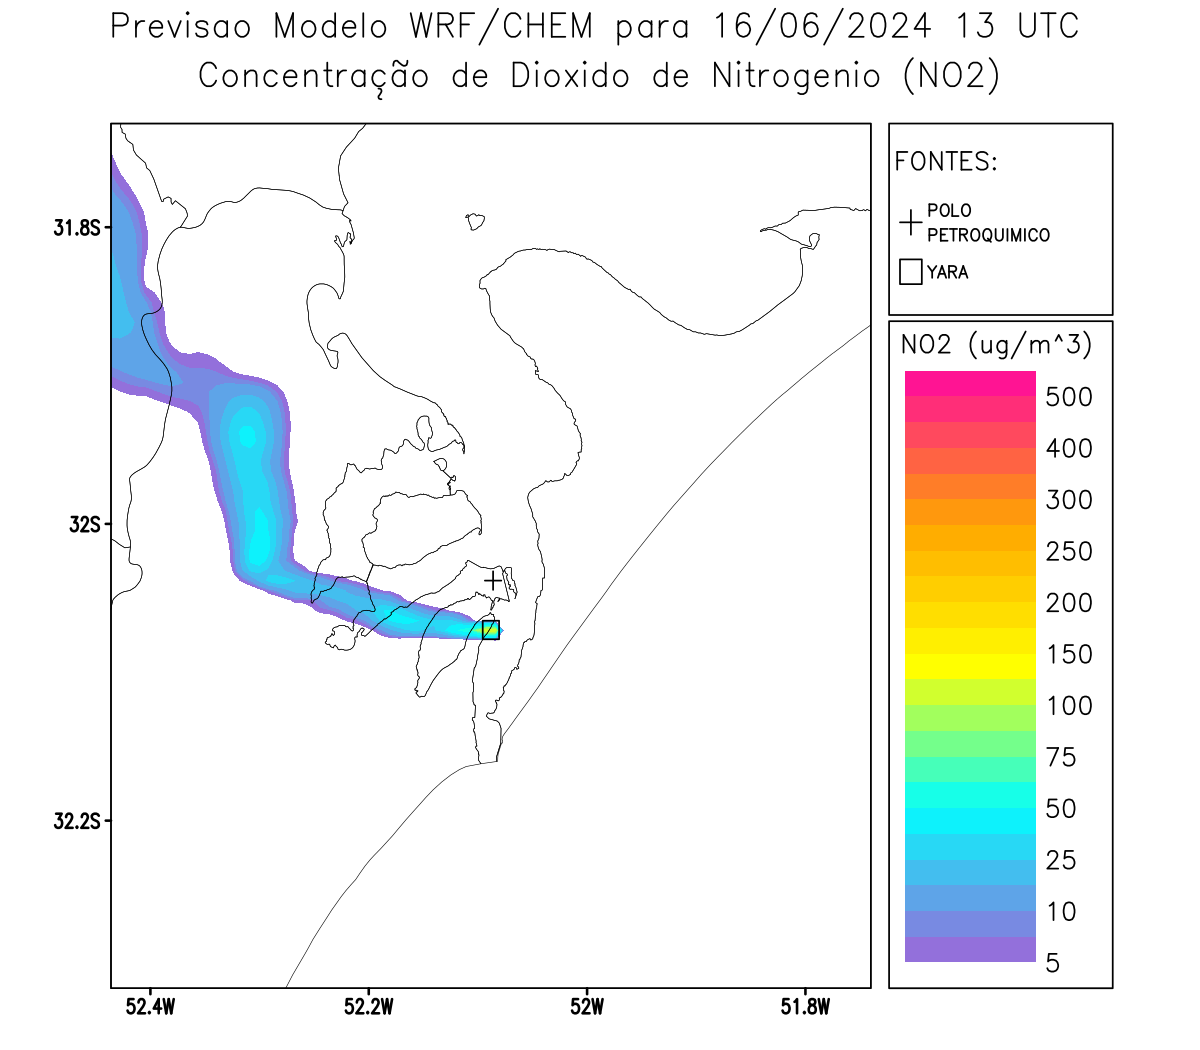 Previsao Modelo WRF/CHEM para 16/06/2024 13 UTC
Concentração de Dioxido de Nitrogenio (NO2)
FONTES:
POLO
PETROQUIMICO
YARA
NO2 (ug/m^3)
500
400
300
250
200
150
100
75
50
25
10
5
31.8S
32S
32.2S
52.4W
52.2W
52W
51.8W